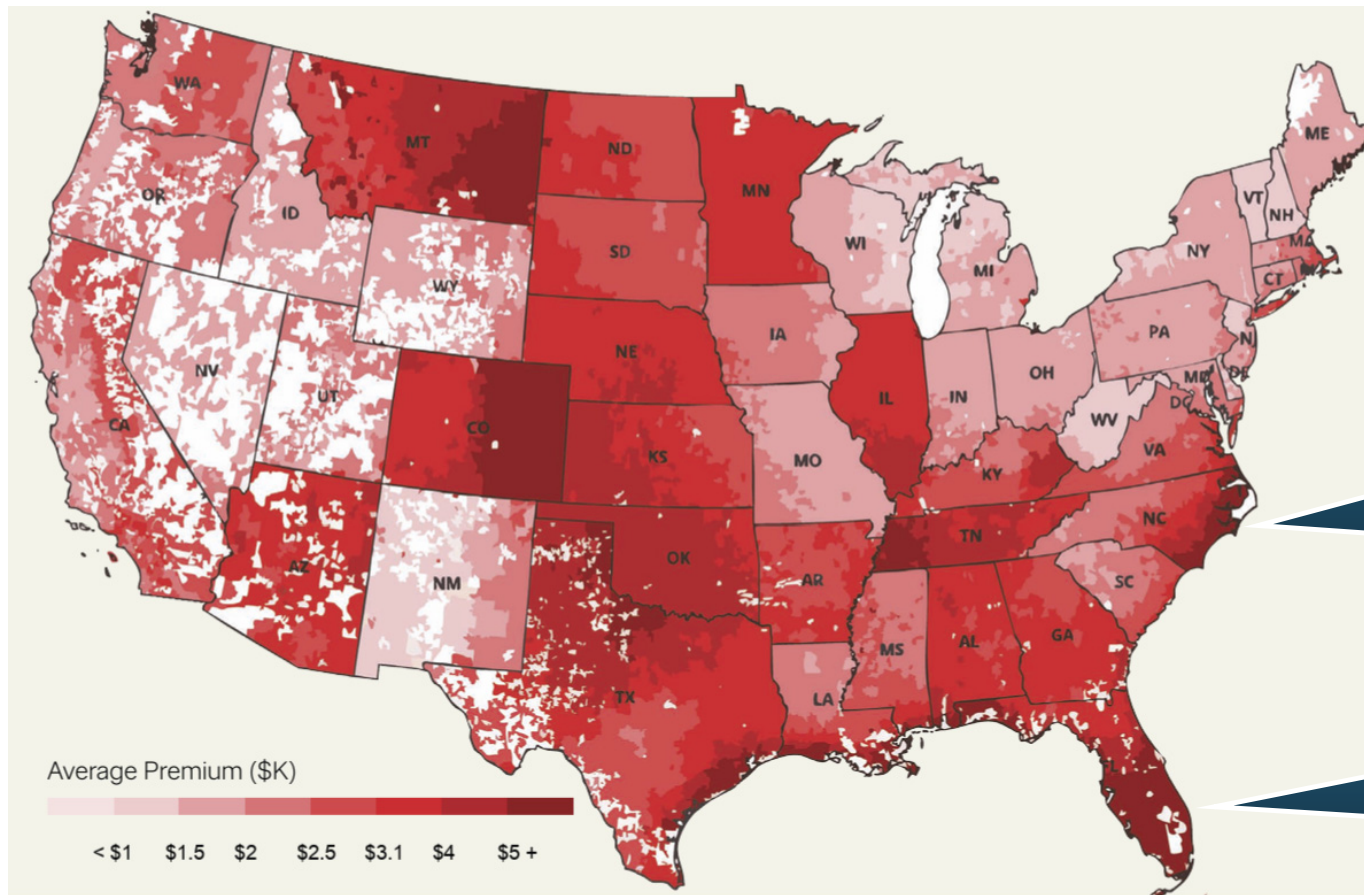 WA
MT
ND
MN
ME
OR
ID
SD
WI
VT
NH
MI
NY
MA
WY
CT
IA
PA
NE
NJ
NV
OH
UT
IL
IN
MD
DE
DC
CO
WV
CA
KS
MO
KY
VA
TN
NC
AZ
OK
NM
AR
SC
MS
AL
GA
TX
LA
FL
Average Premium ($K)
< $1 $1.5 $2 $2.5 $3.1 $4 $5 +